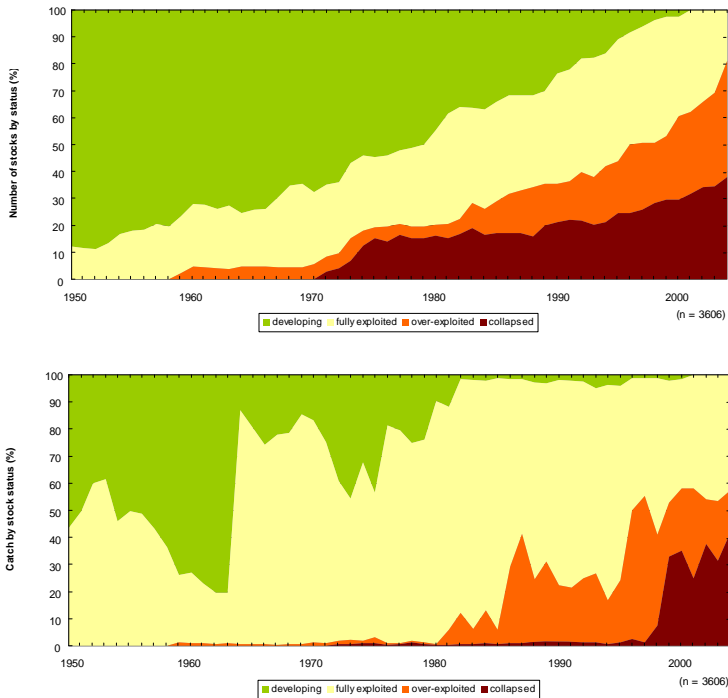 100
90
80
70
60
50
40
30
20
10
0
Number of stocks by status (%)
1950 1960 1970 1980 1990 2000
(n = 3606)
developing fully exploited over-exploited collapsed
100
90
80
70
60
50
40
30
20
10
0
Catch by stock status (%)
1950 1960 1970 1980 1990 2000
(n = 3606)
developing fully exploited over-exploited collapsed